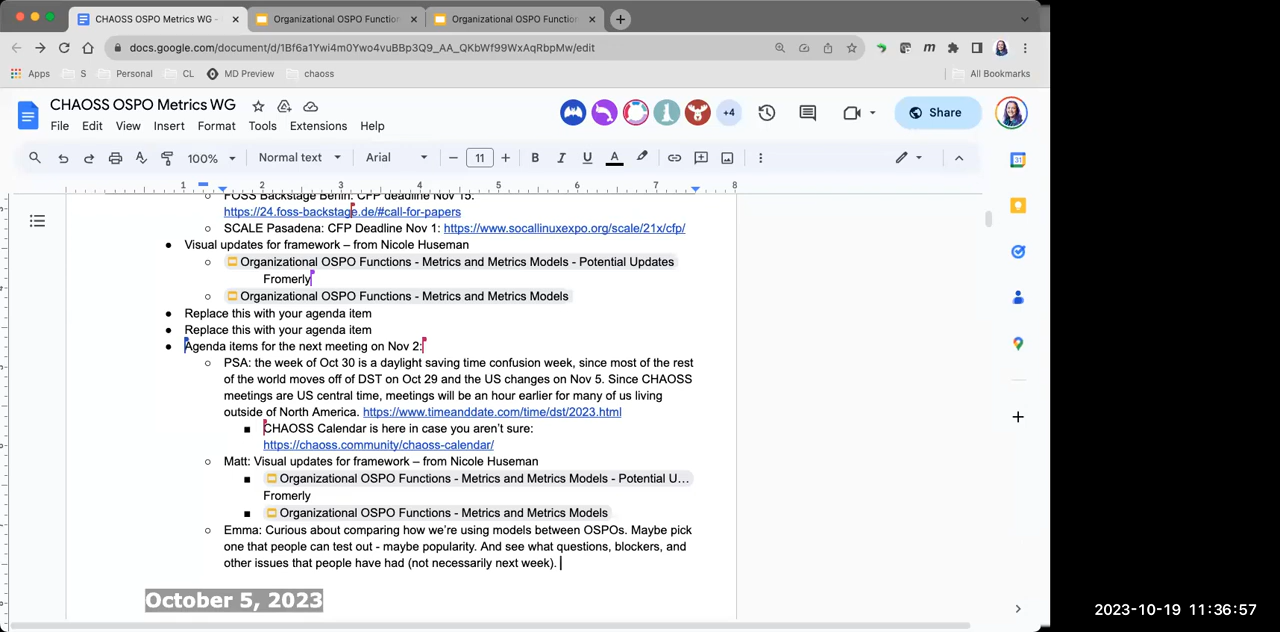 CHAOSS OSPO Metrics WG -
Organizational OSPO Function
Organizational OSPO Function
docs.google.com/document/d/1Bf6a1Ywi4m0Ywo4vuBBp3Q9_AA_QKbWf99WxAqRbpMw/edit
Apps S Personal CL MD Preview chaoss All Bookmarks
CHAOSS OSPO Metrics WG
+4
Share
File Edit View Insert Format Tools Extensions Help
100% Normal text Arial 11 B I U A
1 2 3 4 5 6 7 8
FOSS Backstage Berlin: CFP deadline Nov 15:
https://24.foss-backstage.de/#call-for-papers
SCALE Pasadena: CFP Deadline Nov 1: https://www.socallinuxexpo.org/scale/21x/cfp/
Visual updates for framework – from Nicole Huseman
Organizational OSPO Functions - Metrics and Metrics Models - Potential Updates
Fromerly
Organizational OSPO Functions - Metrics and Metrics Models
Replace this with your agenda item
Replace this with your agenda item
Agenda items for the next meeting on Nov 2:
PSA: the week of Oct 30 is a daylight saving time confusion week, since most of the rest
of the world moves off of DST on Oct 29 and the US changes on Nov 5. Since CHAOSS
meetings are US central time, meetings will be an hour earlier for many of us living
outside of North America. https://www.timeanddate.com/time/dst/2023.html
CHAOSS Calendar is here in case you aren't sure:
https://chaoss.community/chaoss-calendar/
Matt: Visual updates for framework – from Nicole Huseman
Organizational OSPO Functions - Metrics and Metrics Models - Potential U...
Fromerly
Organizational OSPO Functions - Metrics and Metrics Models
Emma: Curious about comparing how we're using models between OSPOs. Maybe pick
one that people can test out - maybe popularity. And see what questions, blockers, and
other issues that people have had (not necessarily next week).
October 5, 2023
2023-10-19 11:36:57